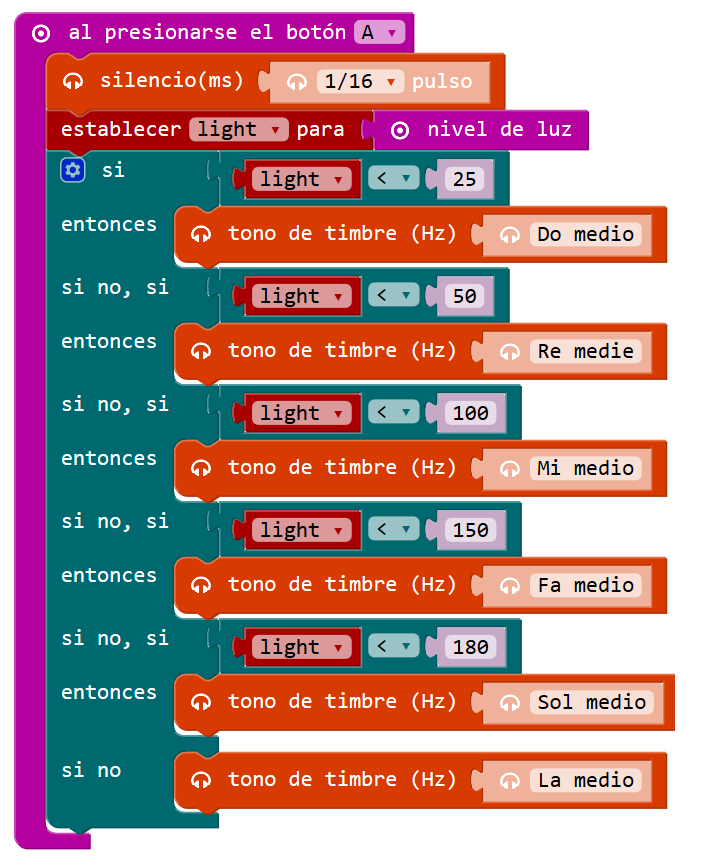 al presionarse el botón A
silencio(ms) 1/16 pulso
establecer light para nivel de luz
si light < 25
entonces tono de timbre (Hz) Do medio
si no, si light < 50
entonces tono de timbre (Hz) Re medie
si no, si light < 100
entonces tono de timbre (Hz) Mi medio
si no, si light < 150
entonces tono de timbre (Hz) Fa medio
si no, si light < 180
entonces tono de timbre (Hz) Sol medio
si no tono de timbre (Hz) La medio